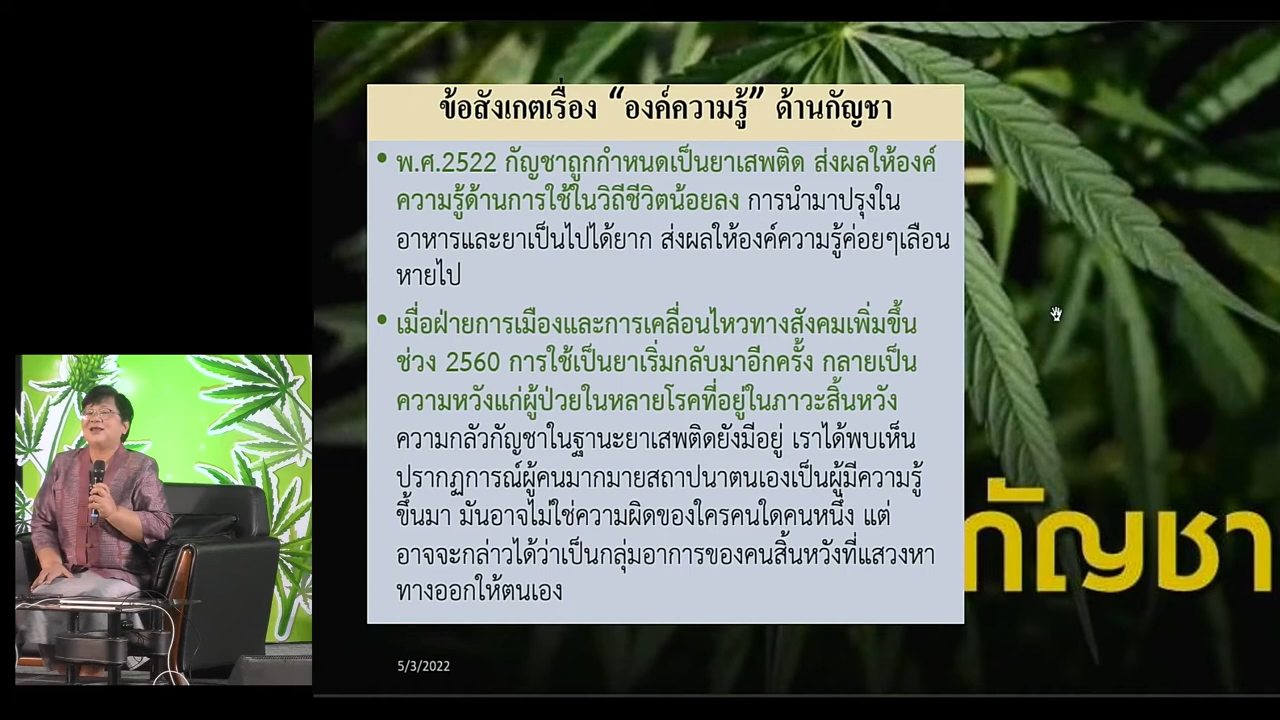 ข้อสังเกตเรื่อง “องค์ความรู้” ด้านกัญชา
• พ.ศ.2522 กัญชาถูกกำหนดเป็นยาเสพติด ส่งผลให้องค์
ความรู้ด้านการใช้ในวิถีชีวิตน้อยลง การนำมาปรุงใน
อาหารและยาเป็นไปได้ยาก ส่งผลให้องค์ความรู้ค่อยๆเลือน
หายไป
• เมื่อฝ่ายการเมืองและการเคลื่อนไหวทางสังคมเพิ่มขึ้น
ช่วง 2560 การใช้เป็นยาเริ่มกลับมาอีกครั้ง กลายเป็น
ความหวังแก่ผู้ป่วยในหลายโรคที่อยู่ในภาวะสิ้นหวัง
ความกลัวกัญชาในฐานะยาเสพติดยังมีอยู่ เราได้พบเห็น
ปรากฏการณ์ผู้คนมากมายสถาปนาตนเองเป็นผู้มีความรู้
ขึ้นมา มันอาจไม่ใช่ความผิดของใครคนใดคนหนึ่ง แต่
อาจจะกล่าวได้ว่าเป็นกลุ่มอาการของคนสิ้นหวังที่แสวงหา
ทางออกให้ตนเอง
กัญชา
5/3/2022